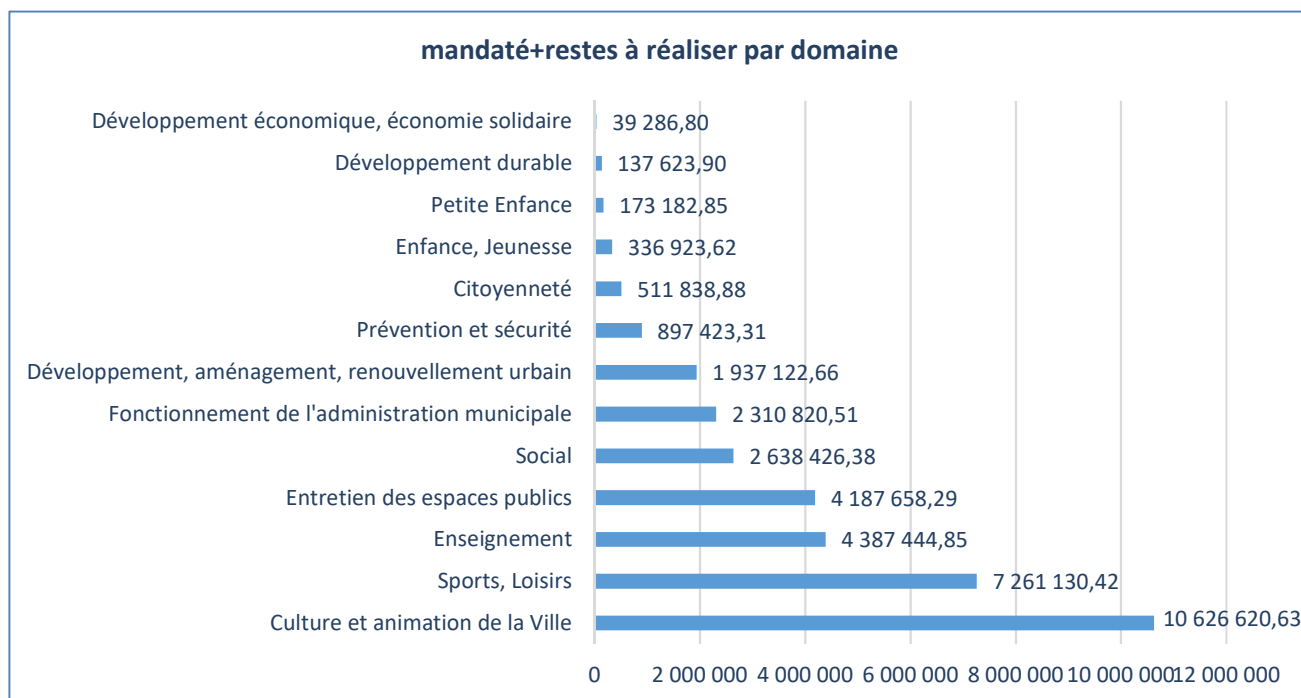 mandaté+restes à réaliser par domaine
Développement économique, économie solidaire 39 286,80
Développement durable 137 623,90
Petite Enfance 173 182,85
Enfance, Jeunesse 336 923,62
Citoyenneté 511 838,88
Prévention et sécurité 897 423,31
Développement, aménagement, renouvellement urbain 1 937 122,66
Fonctionnement de l'administration municipale 2 310 820,51
Social 2 638 426,38
Entretien des espaces publics 4 187 658,29
Enseignement 4 387 444,85
Sports, Loisirs 7 261 130,42
Culture et animation de la Ville 10 626 620,63
0 2 000 000 4 000 000 6 000 000 8 000 000 10 000 000 12 000 000